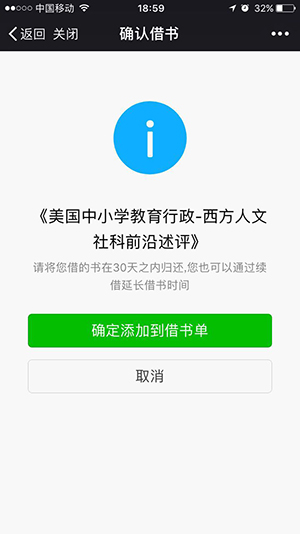 中国移动 18:59 32%
返回 关闭 确认借书
i
《美国中小学教育行政-西方人文
社科前沿述评》
请将您借的书在30天之内归还,您也可以通过续
借延长借书时间
确定添加到借书单
取消